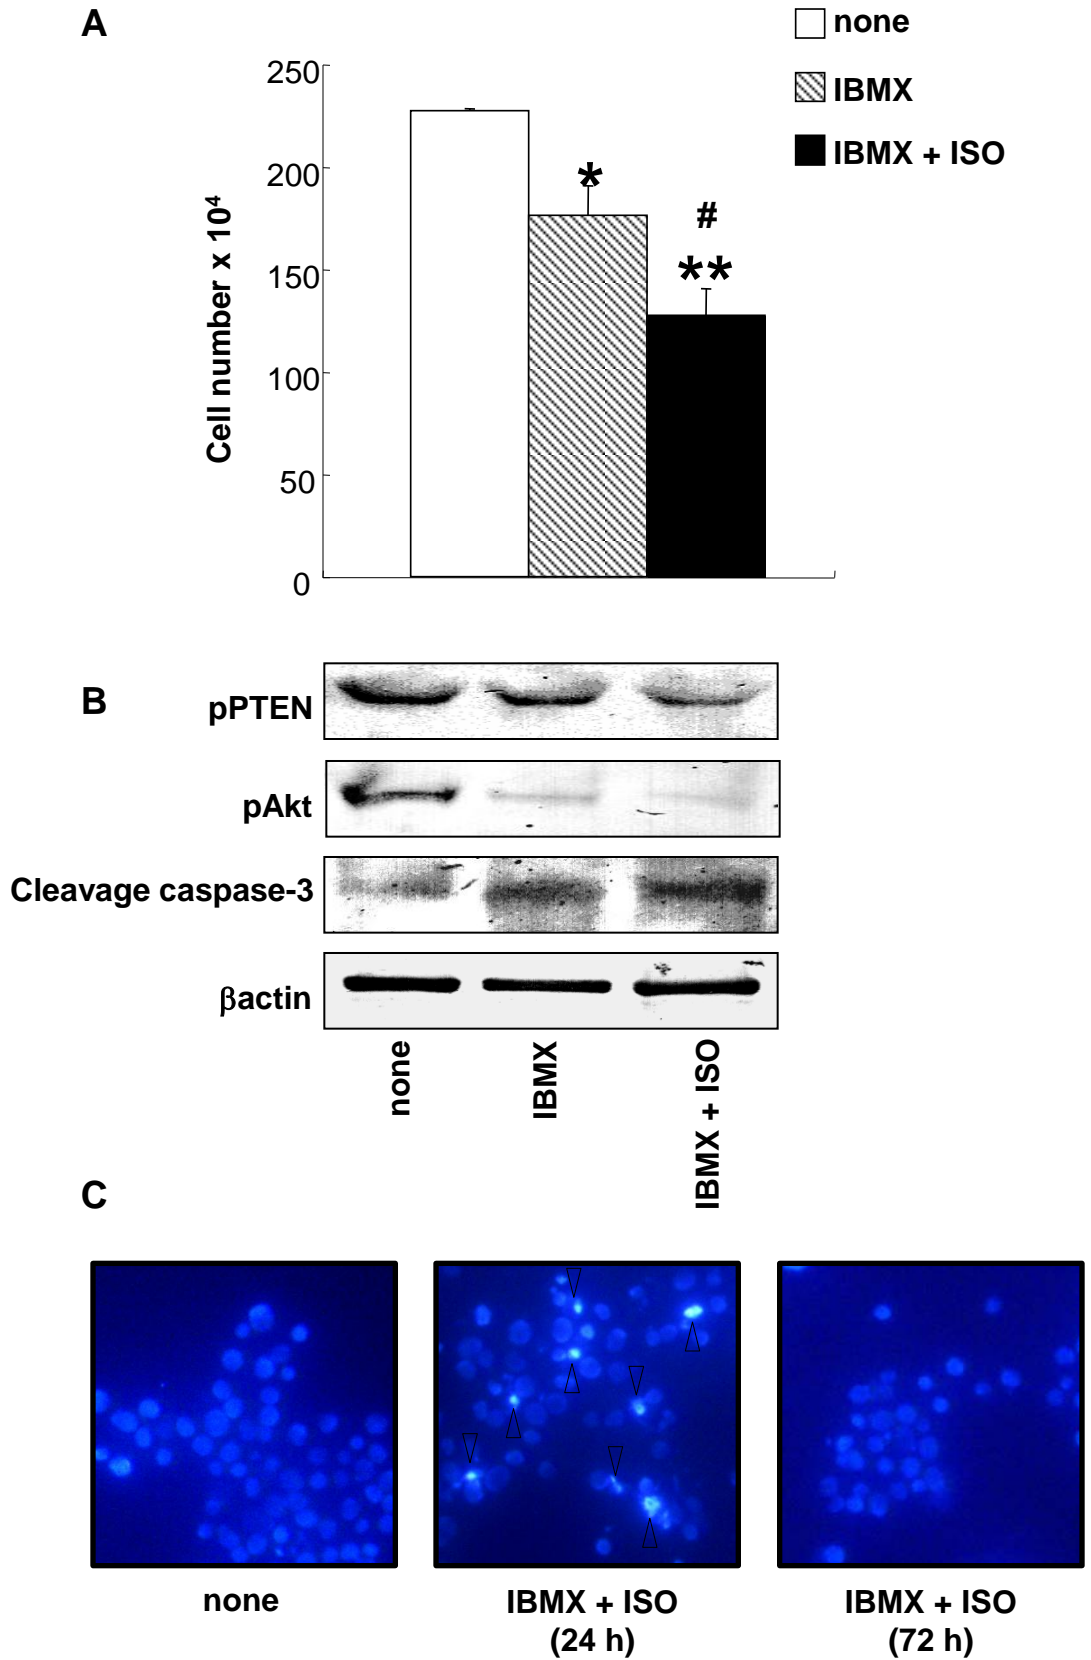 A
none
IBMX
IBMX + ISO
250
200
150
100
50
0
Cell number x 10⁴
*
#
**
B
pPTEN
pAkt
Cleavage caspase-3
βactin
none
IBMX
IBMX + ISO
C
none
IBMX + ISO
(24 h)
IBMX + ISO
(72 h)